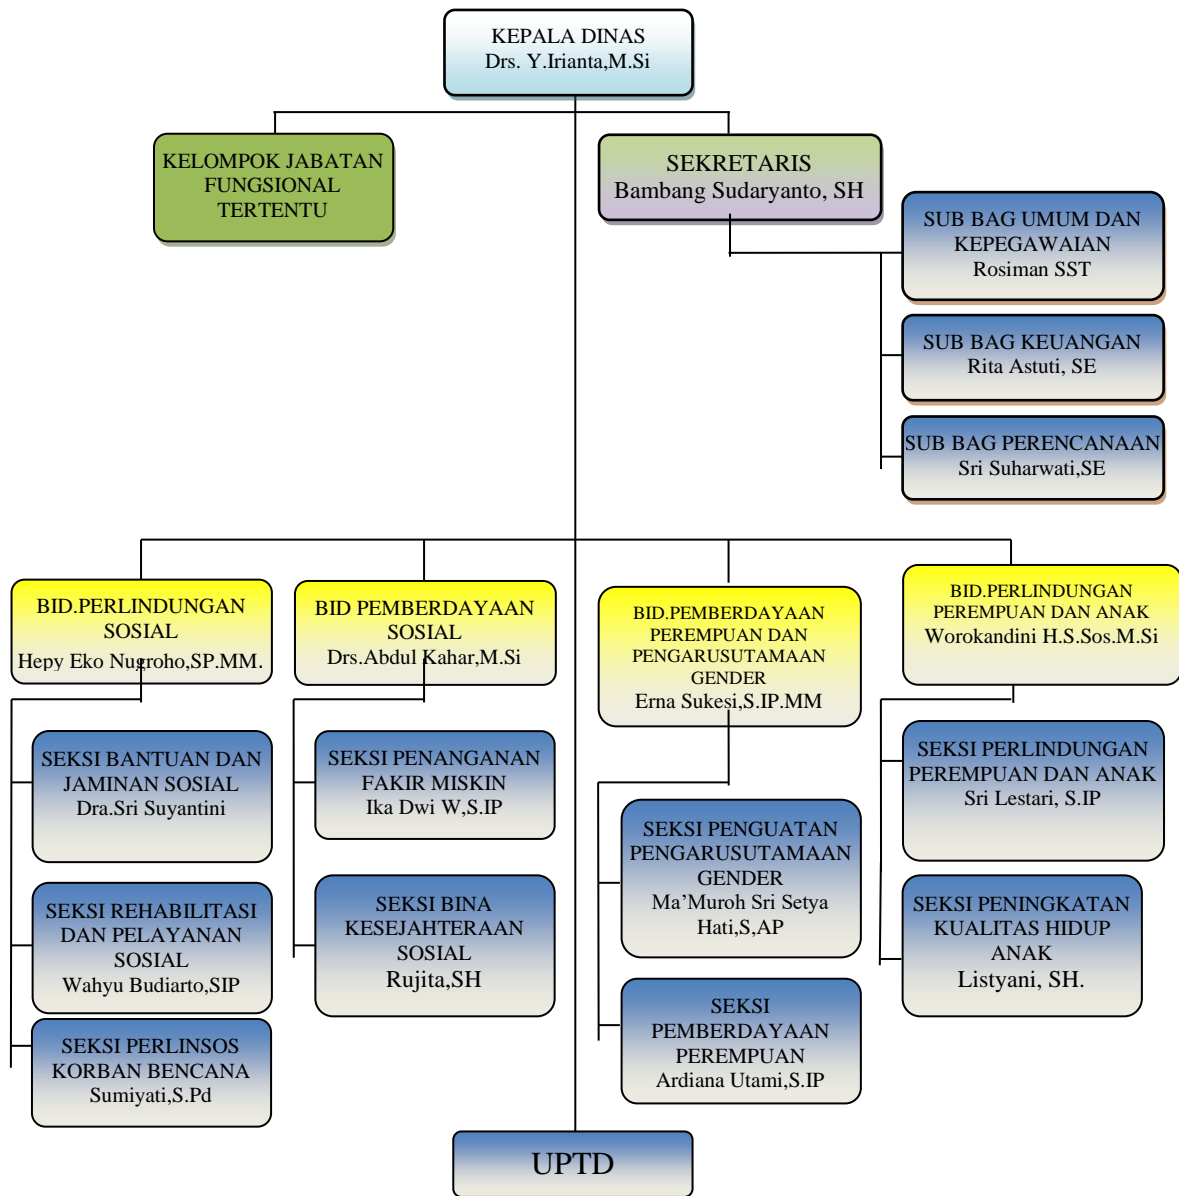 KEPALA DINAS
Drs. Y.Irianta,M.Si
KELOMPOK JABATAN
FUNGSIONAL
TERTENTU
SEKRETARIS
Bambang Sudaryanto, SH
SUB BAG UMUM DAN
KEPEGAWAIAN
Rosiman SST
SUB BAG KEUANGAN
Rita Astuti, SE
SUB BAG PERENCANAAN
Sri Suharwati,SE
BID.PERLINDUNGAN
SOSIAL
Hepy Eko Nugroho,SP.MM.
BID PEMBERDAYAAN
SOSIAL
Drs.Abdul Kahar,M.Si
BID.PEMBERDAYAAN
PEREMPUAN DAN
PENGARUSUTAMAAN
GENDER
Erna Sukesi,S.IP.MM
BID.PERLINDUNGAN
PEREMPUAN DAN ANAK
Worokandini H.S.Sos.M.Si
SEKSI BANTUAN DAN
JAMINAN SOSIAL
Dra.Sri Suyantini
SEKSI REHABILITASI
DAN PELAYANAN
SOSIAL
Wahyu Budiarto,SIP
SEKSI PERLINSOS
KORBAN BENCANA
Sumiyati,S.Pd
SEKSI PENANGANAN
FAKIR MISKIN
Ika Dwi W,S.IP
SEKSI BINA
KESEJAHTERAAN
SOSIAL
Rujita,SH
SEKSI PENGUATAN
PENGARUSUTAMAAN
GENDER
Ma’Muroh Sri Setya
Hati,S,AP
SEKSI
PEMBERDAYAAN
PEREMPUAN
Ardiana Utami,S.IP
SEKSI PERLINDUNGAN
PEREMPUAN DAN ANAK
Sri Lestari, S.IP
SEKSI PENINGKATAN
KUALITAS HIDUP
ANAK
Listyani, SH.
UPTD